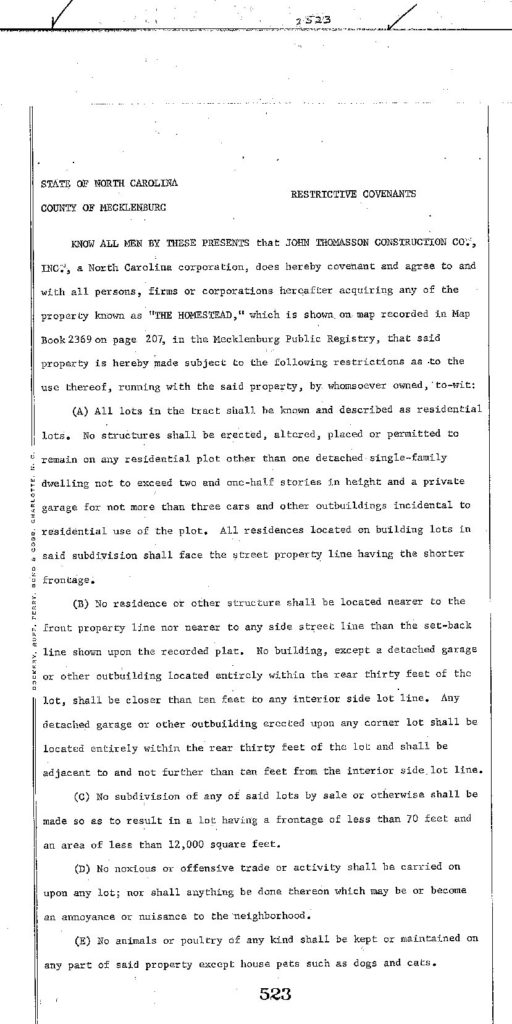 2523
STATE OF NORTH CAROLINA
RESTRICTIVE COVENANTS
COUNTY OF MECKLENBURG
KNOW ALL MEN BY THESE PRESENTS that JOHN THOMASSON CONSTRUCTION CO.,
INC., a North Carolina corporation, does hereby covenant and agree to and
with all persons, firms or corporations hereafter acquiring any of the
property known as "THE HOMESTEAD," which is shown on map recorded in Map
Book 2369 on page 207, in the Mecklenburg Public Registry, that said
property is hereby made subject to the following restrictions as to the
use thereof, running with the said property, by whomsoever owned, to-wit:
(A) All lots in the tract shall be known and described as residential
lots. No structures shall be erected, altered, placed or permitted to
remain on any residential plot other than one detached single-family
dwelling not to exceed two and one-half stories in height and a private
garage for not more than three cars and other outbuildings incidental to
residential use of the plot. All residences located on building lots in
said subdivision shall face the street property line having the shorter
frontage.
(B) No residence or other structure shall be located nearer to the
front property line nor nearer to any side street line than the set-back
line shown upon the recorded plat. No building, except a detached garage
or other outbuilding located entirely within the rear thirty feet of the
lot, shall be closer than ten feet to any interior side lot line. Any
detached garage or other outbuilding erected upon any corner lot shall be
located entirely within the rear thirty feet of the lot and shall be
adjacent to and not further than ten feet from the interior side lot line.
(C) No subdivision of any of said lots by sale or otherwise shall be
made so as to result in a lot having a frontage of less than 70 feet and
an area of less than 12,000 square feet.
(D) No noxious or offensive trade or activity shall be carried on
upon any lot; nor shall anything be done thereon which may be or become
an annoyance or nuisance to the neighborhood.
(E) No animals or poultry of any kind shall be kept or maintained on
any part of said property except house pets such as dogs and cats.
523
DOCKERY, RUFF, PERRY, BOND & COBB, CHARLOTTE, N. C.